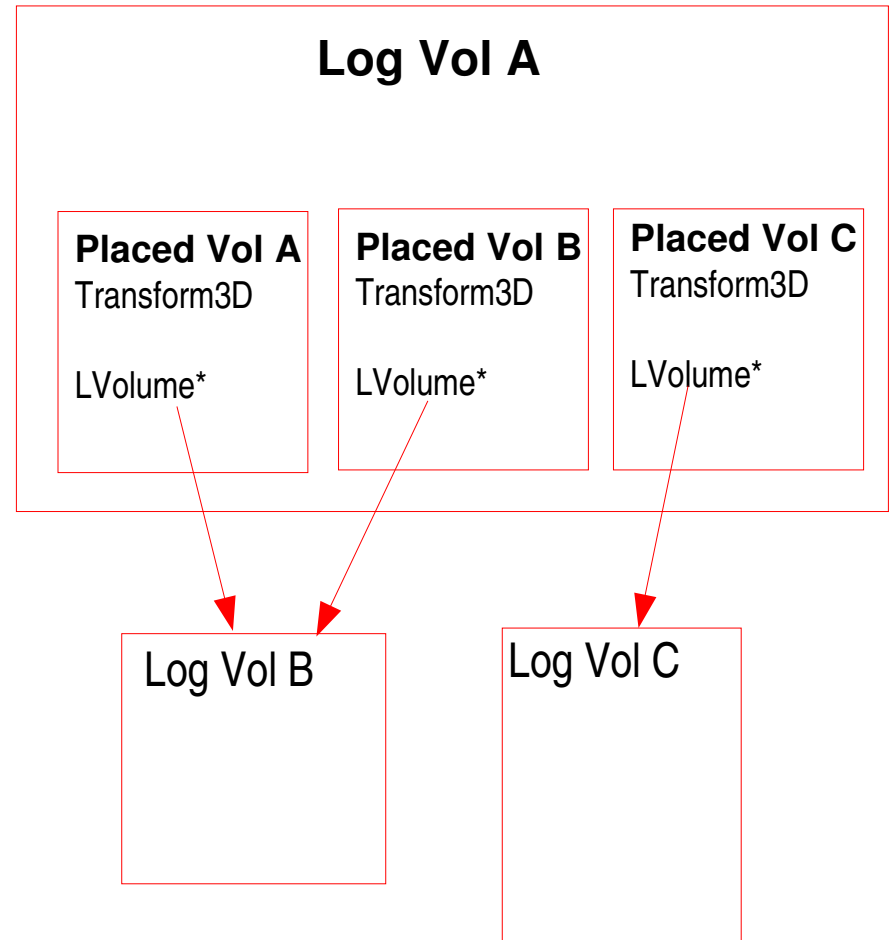 Log Vol A
Placed Vol A
Transform3D
LVolume*
Placed Vol B
Transform3D
LVolume*
Placed Vol C
Transform3D
LVolume*
Log Vol B
Log Vol C